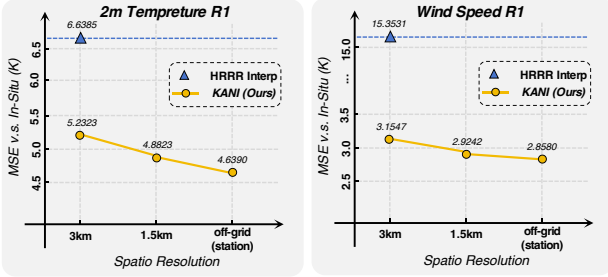 2m Tempreture R1
MSE v.s. In-Situ (K)
6.5
6.0
5.5
5.0
4.5
6.6385
HRRR Interp
KANI (Ours)
5.2323
4.8823
4.6390
3km
1.5km
off-grid
(station)
Spatio Resolution
Wind Speed R1
MSE v.s. In-Situ (K)
15.0
...
3.5
3.0
2.5
15.3531
HRRR Interp
KANI (Ours)
3.1547
2.9242
2.8580
3km
1.5km
off-grid
(station)
Spatio Resolution